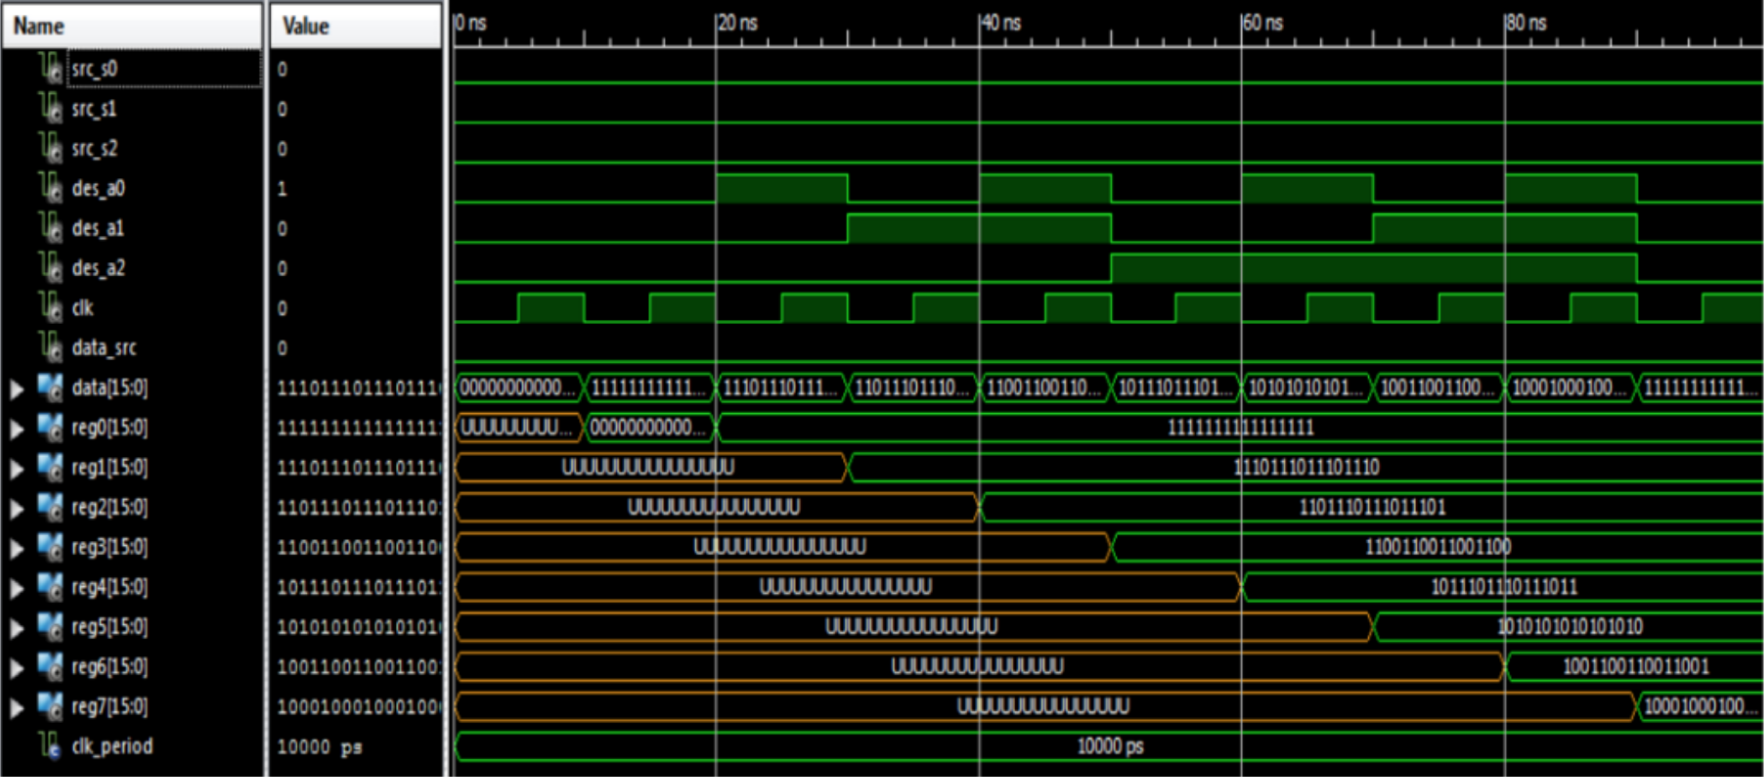 Name Value 0 ns 20 ns 40 ns 60 ns 80 ns
src_s0 0
src_s1 0
src_s2 0
des_a0 1
des_a1 0
des_a2 0
clk 0
data_src 0
data[15:0] 111011101110111 00000000000... 11111111111... 11101110111... 11011101110... 11001100110... 10111011101... 10101010101... 10011001100... 10001000100... 11111111111...
reg0[15:0] 111111111111111 UUUUUUUUU... 00000000000... 1111111111111111
reg1[15:0] 111011101110111 UUUUUUUUUUUUUUUU 1110111011101110
reg2[15:0] 110111011101110 UUUUUUUUUUUUUUUU 1101110111011101
reg3[15:0] 110011001100110 UUUUUUUUUUUUUUUU 1100110011001100
reg4[15:0] 101110111011101 UUUUUUUUUUUUUUUU 1011101110111011
reg5[15:0] 101010101010101 UUUUUUUUUUUUUUUU 1010101010101010
reg6[15:0] 100110011001100 UUUUUUUUUUUUUUUU 1001100110011001
reg7[15:0] 100010001000100 UUUUUUUUUUUUUUUU 10001000100...
clk_period 10000 ps 10000 ps